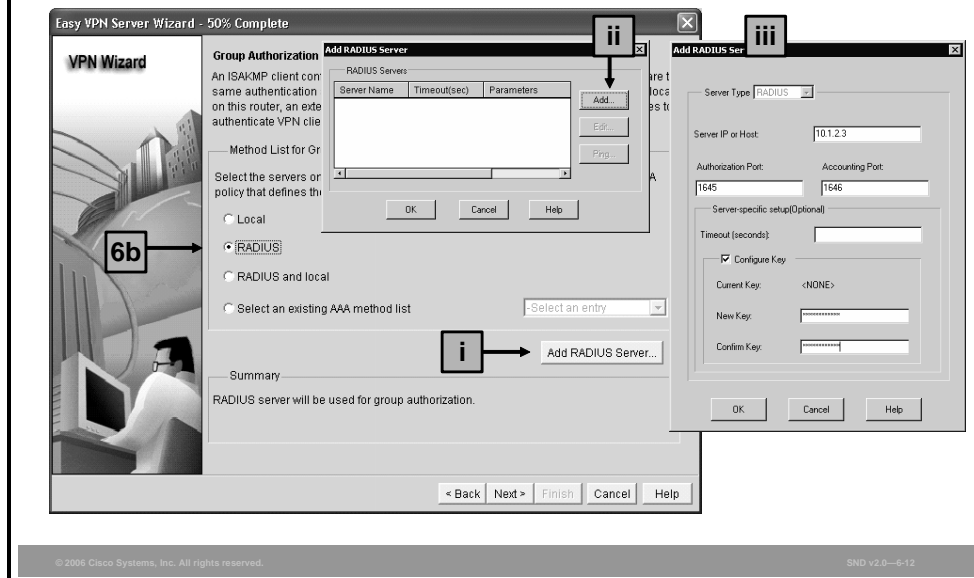 Easy VPN Server Wizard - 50% Complete
VPN Wizard
Group Authorization
An ISAKMP client con
same authentication
on this router, an exte
authenticate VPN clie
Method List for Gr
Select the servers on
policy that defines the
Local
RADIUS
RADIUS and local
Select an existing AAA method list
-Select an entry
Add RADIUS Server...
Summary
RADIUS server will be used for group authorization.
< Back
Next >
Finish
Cancel
Help
6b
i
ii
iii
Add RADIUS Server
RADIUS Servers
Server Name
Timeout(sec)
Parameters
Add...
Edit...
Ping...
OK
Cancel
Help
Add RADIUS Ser
Server Type
RADIUS
Server IP or Host:
10.1.2.3
Authorization Port:
Accounting Port:
1645
1646
Server-specific setup(Optional)
Timeout (seconds):
Configure Key
Current Key:
<NONE>
New Key:
************
Confirm Key:
************
OK
Cancel
Help
© 2006 Cisco Systems, Inc. All rights reserved.
SND v2.0—6-12